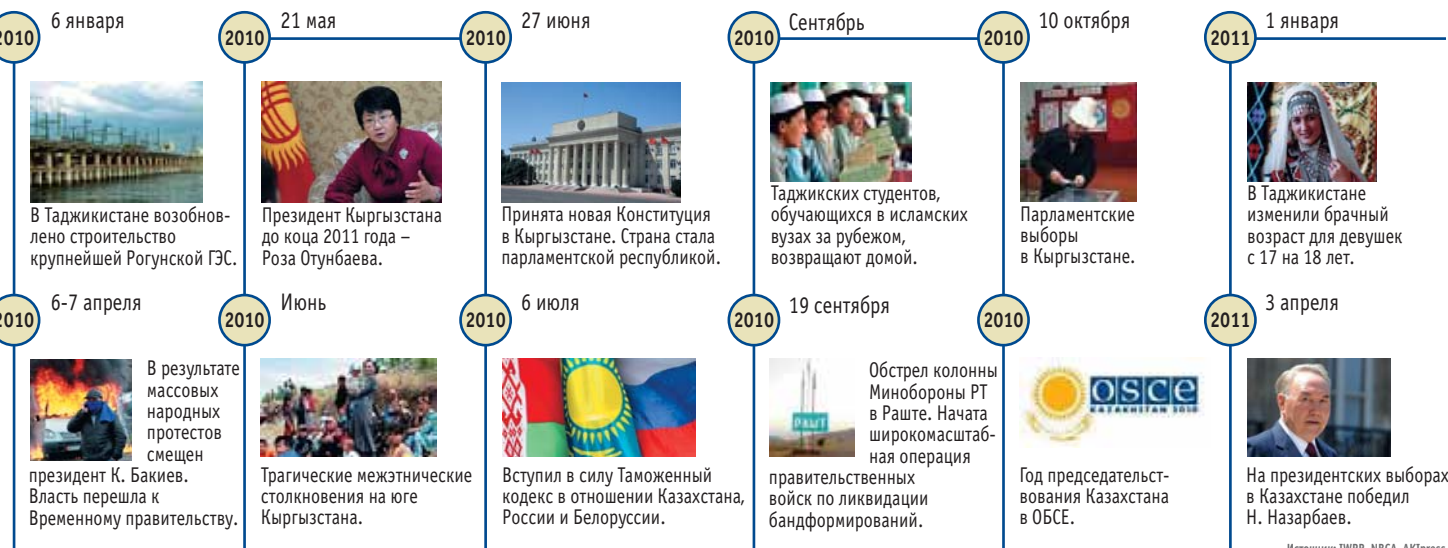 2010
6 января
В Таджикистане возобнов-
лено строительство
крупнейшей Рогунской ГЭС.
2010
21 мая
Президент Кыргызстана
до коца 2011 года –
Роза Отунбаева.
2010
27 июня
Принята новая Конституция
в Кыргызстане. Страна стала
парламентской республикой.
2010
Сентябрь
Таджикских студентов,
обучающихся в исламских
вузах за рубежом,
возвращают домой.
2010
10 октября
Парламентские
выборы
в Кыргызстане.
2011
1 января
В Таджикистане
изменили брачный
возраст для девушек
с 17 на 18 лет.
2010
6-7 апреля
В результате
массовых
народных
протестов
смещен
президент К. Бакиев.
Власть перешла к
Временному правительству.
2010
Июнь
Трагические межэтнические
столкновения на юге
Кыргызстана.
2010
6 июля
Вступил в силу Таможенный
кодекс в отношении Казахстана,
России и Белоруссии.
2010
19 сентября
РАШТ
Обстрел колонны
Минобороны РТ
в Раште. Начата
широкомасштаб-
ная операция
правительственных
войск по ликвидации
бандформирований.
2010
OSCE
КАЗАКНSTAN 2010
Год председательст-
вования Казахстана
в ОБСЕ.
2011
3 апреля
На президентских выборах
в Казахстане победил
Н. Назарбаев.